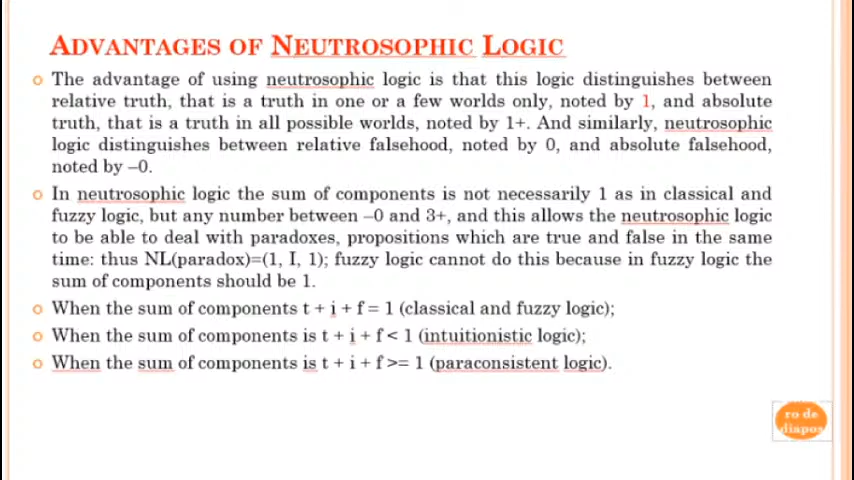 ADVANTAGES OF NEUTROSOPHIC LOGIC
The advantage of using neutrosophic logic is that this logic distinguishes between
relative truth, that is a truth in one or a few worlds only, noted by 1, and absolute
truth, that is a truth in all possible worlds, noted by 1+. And similarly, neutrosophic
logic distinguishes between relative falsehood, noted by 0, and absolute falsehood,
noted by –0.
In neutrosophic logic the sum of components is not necessarily 1 as in classical and
fuzzy logic, but any number between –0 and 3+, and this allows the neutrosophic logic
to be able to deal with paradoxes, propositions which are true and false in the same
time: thus NL(paradox)=(1, I, 1); fuzzy logic cannot do this because in fuzzy logic the
sum of components should be 1.
When the sum of components t + i + f = 1 (classical and fuzzy logic);
When the sum of components is t + i + f < 1 (intuitionistic logic);
When the sum of components is t + i + f >= 1 (paraconsistent logic).
ro de
diapos